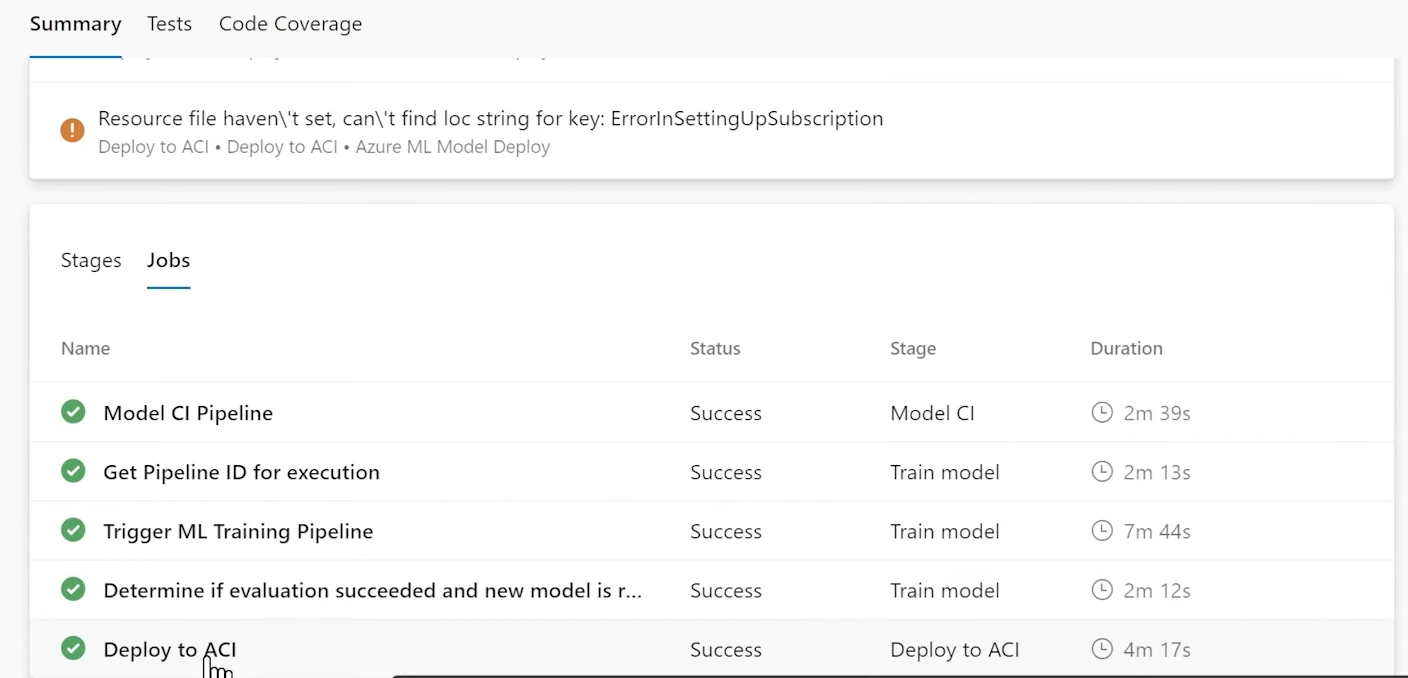 Summary Tests Code Coverage
Resource file haven\'t set, can\'t find loc string for key: ErrorInSettingUpSubscription
Deploy to ACI • Deploy to ACI • Azure ML Model Deploy
Stages Jobs
Name Status Stage Duration
Model CI Pipeline Success Model CI 2m 39s
Get Pipeline ID for execution Success Train model 2m 13s
Trigger ML Training Pipeline Success Train model 7m 44s
Determine if evaluation succeeded and new model is r... Success Train model 2m 12s
Deploy to ACI Success Deploy to ACI 4m 17s